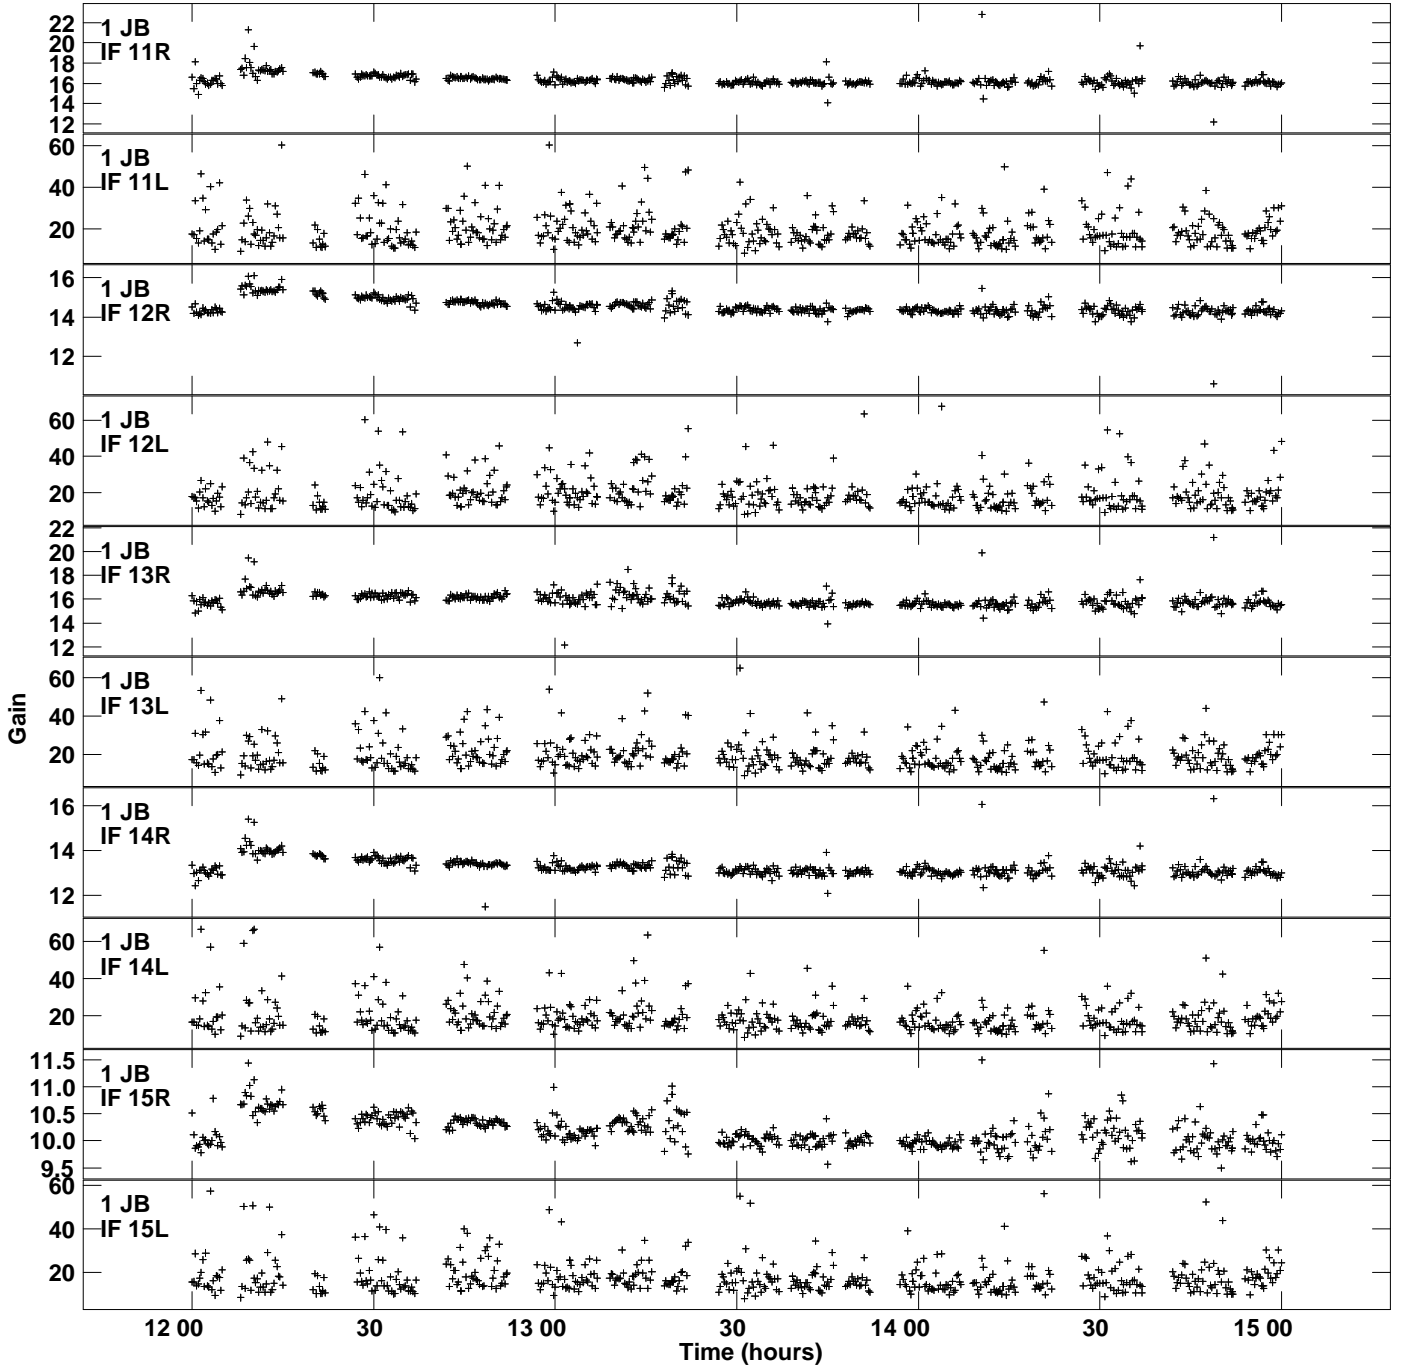 22
20
18
16
14
12
1 JB
IF 11R
60
40
20
1 JB
IF 11L
16
14
12
1 JB
IF 12R
60
40
20
1 JB
IF 12L
22
20
18
16
14
12
1 JB
IF 13R
60
40
20
1 JB
IF 13L
16
14
12
1 JB
IF 14R
60
40
20
1 JB
IF 14L
11.5
11.0
10.5
10.0
9.5
1 JB
IF 15R
60
40
20
1 JB
IF 15L
Gain
12 00 30 13 00 30 14 00 30 15 00
Time (hours)